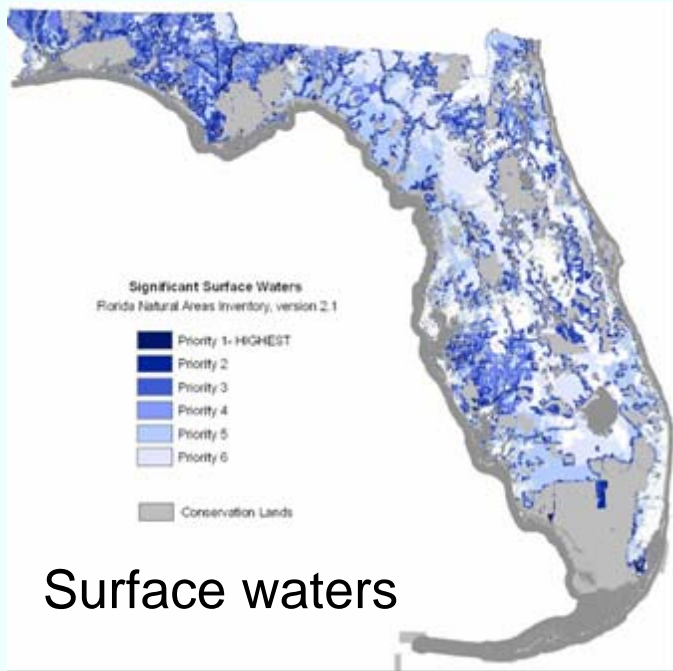 Significant Surface Waters
Florida Natural Areas Inventory, version 2.1
Priority 1- HIGHEST
Priority 2
Priority 3
Priority 4
Priority 5
Priority 6
Conservation Lands
Surface waters